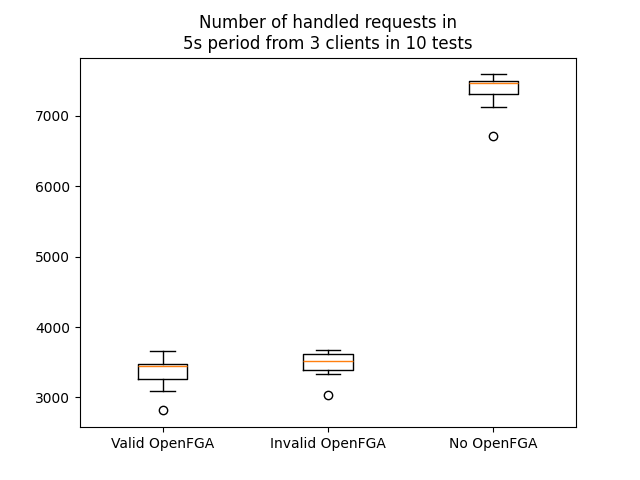 Number of handled requests in
5s period from 3 clients in 10 tests
7000
6000
5000
4000
3000
Valid OpenFGA
Invalid OpenFGA
No OpenFGA